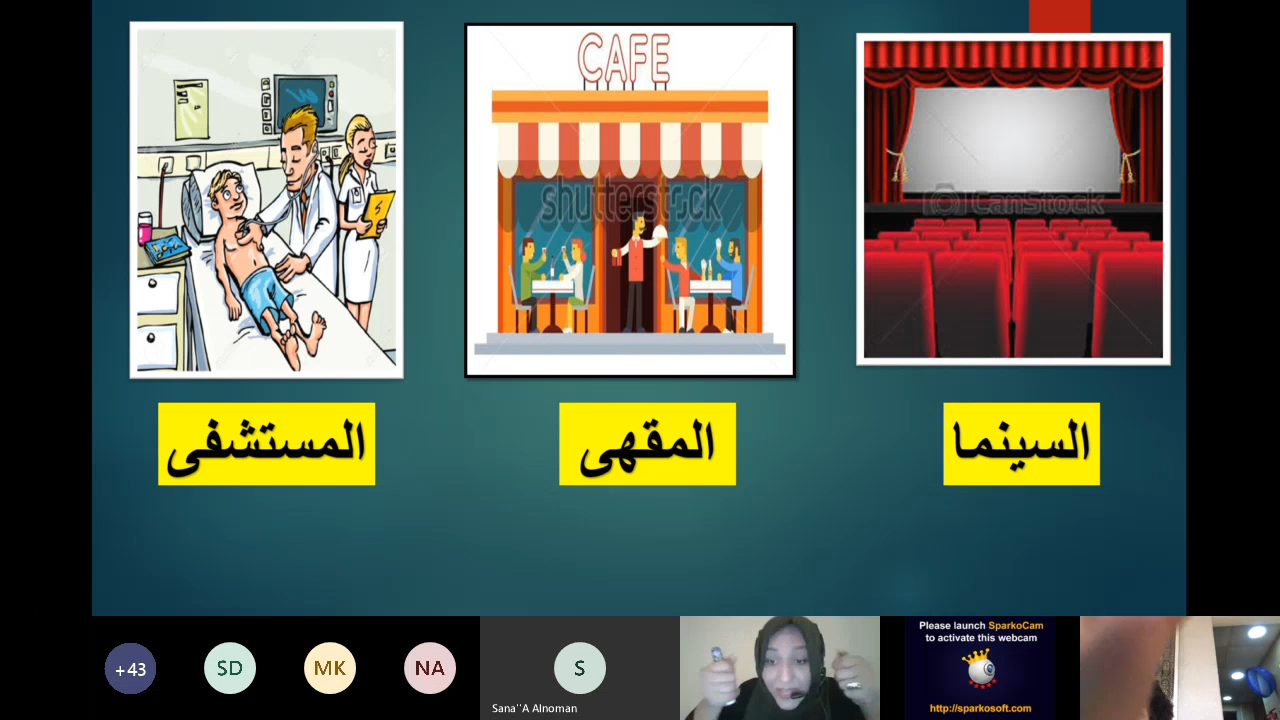 CAFE
shutterstock
CanStock
السينما
المقهى
المستشفى
+43
SD
MK
NA
S
Sana''A Alnoman
Please launch SparkoCam
to activate this webcam
http://sparkosoft.com